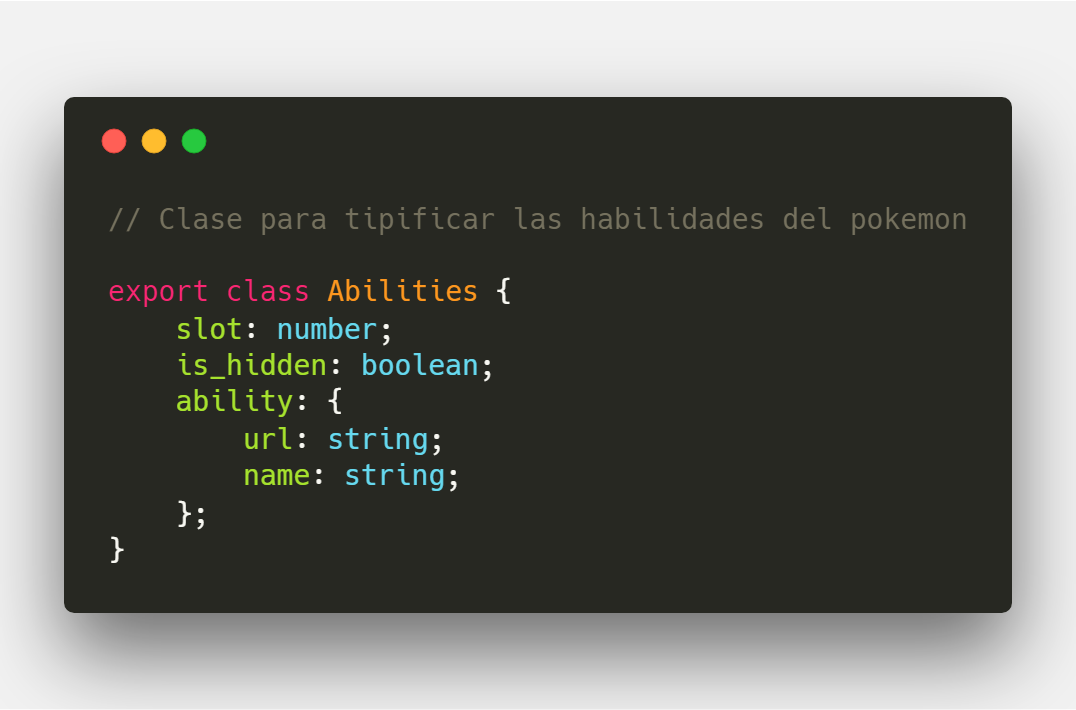 // Clase para tipificar las habilidades del pokemon
export class Abilities {
    slot: number;
    is_hidden: boolean;
    ability: {
        url: string;
        name: string;
    };
}